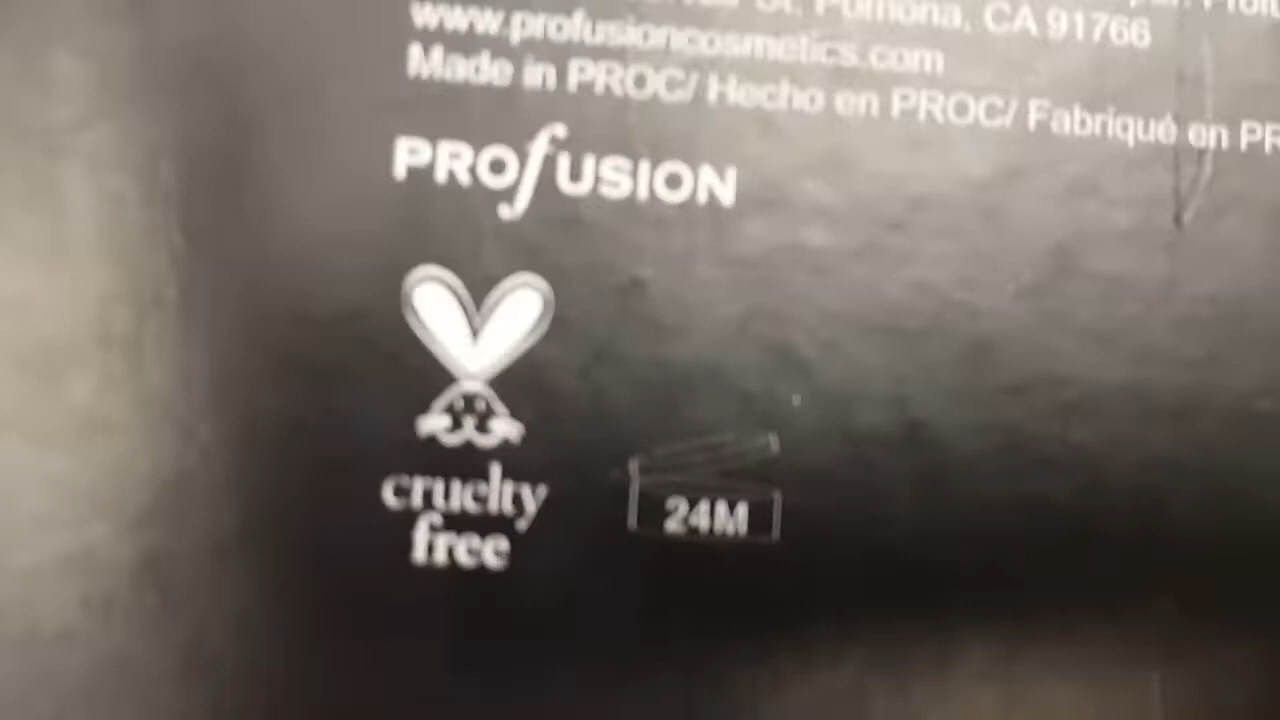 St. Pomona, CA 91766
www.profusioncosmetics.com
Made in PROC/ Hecho en PROC/ Fabriqué en PR
PROfUSION
cruelty
free
24M